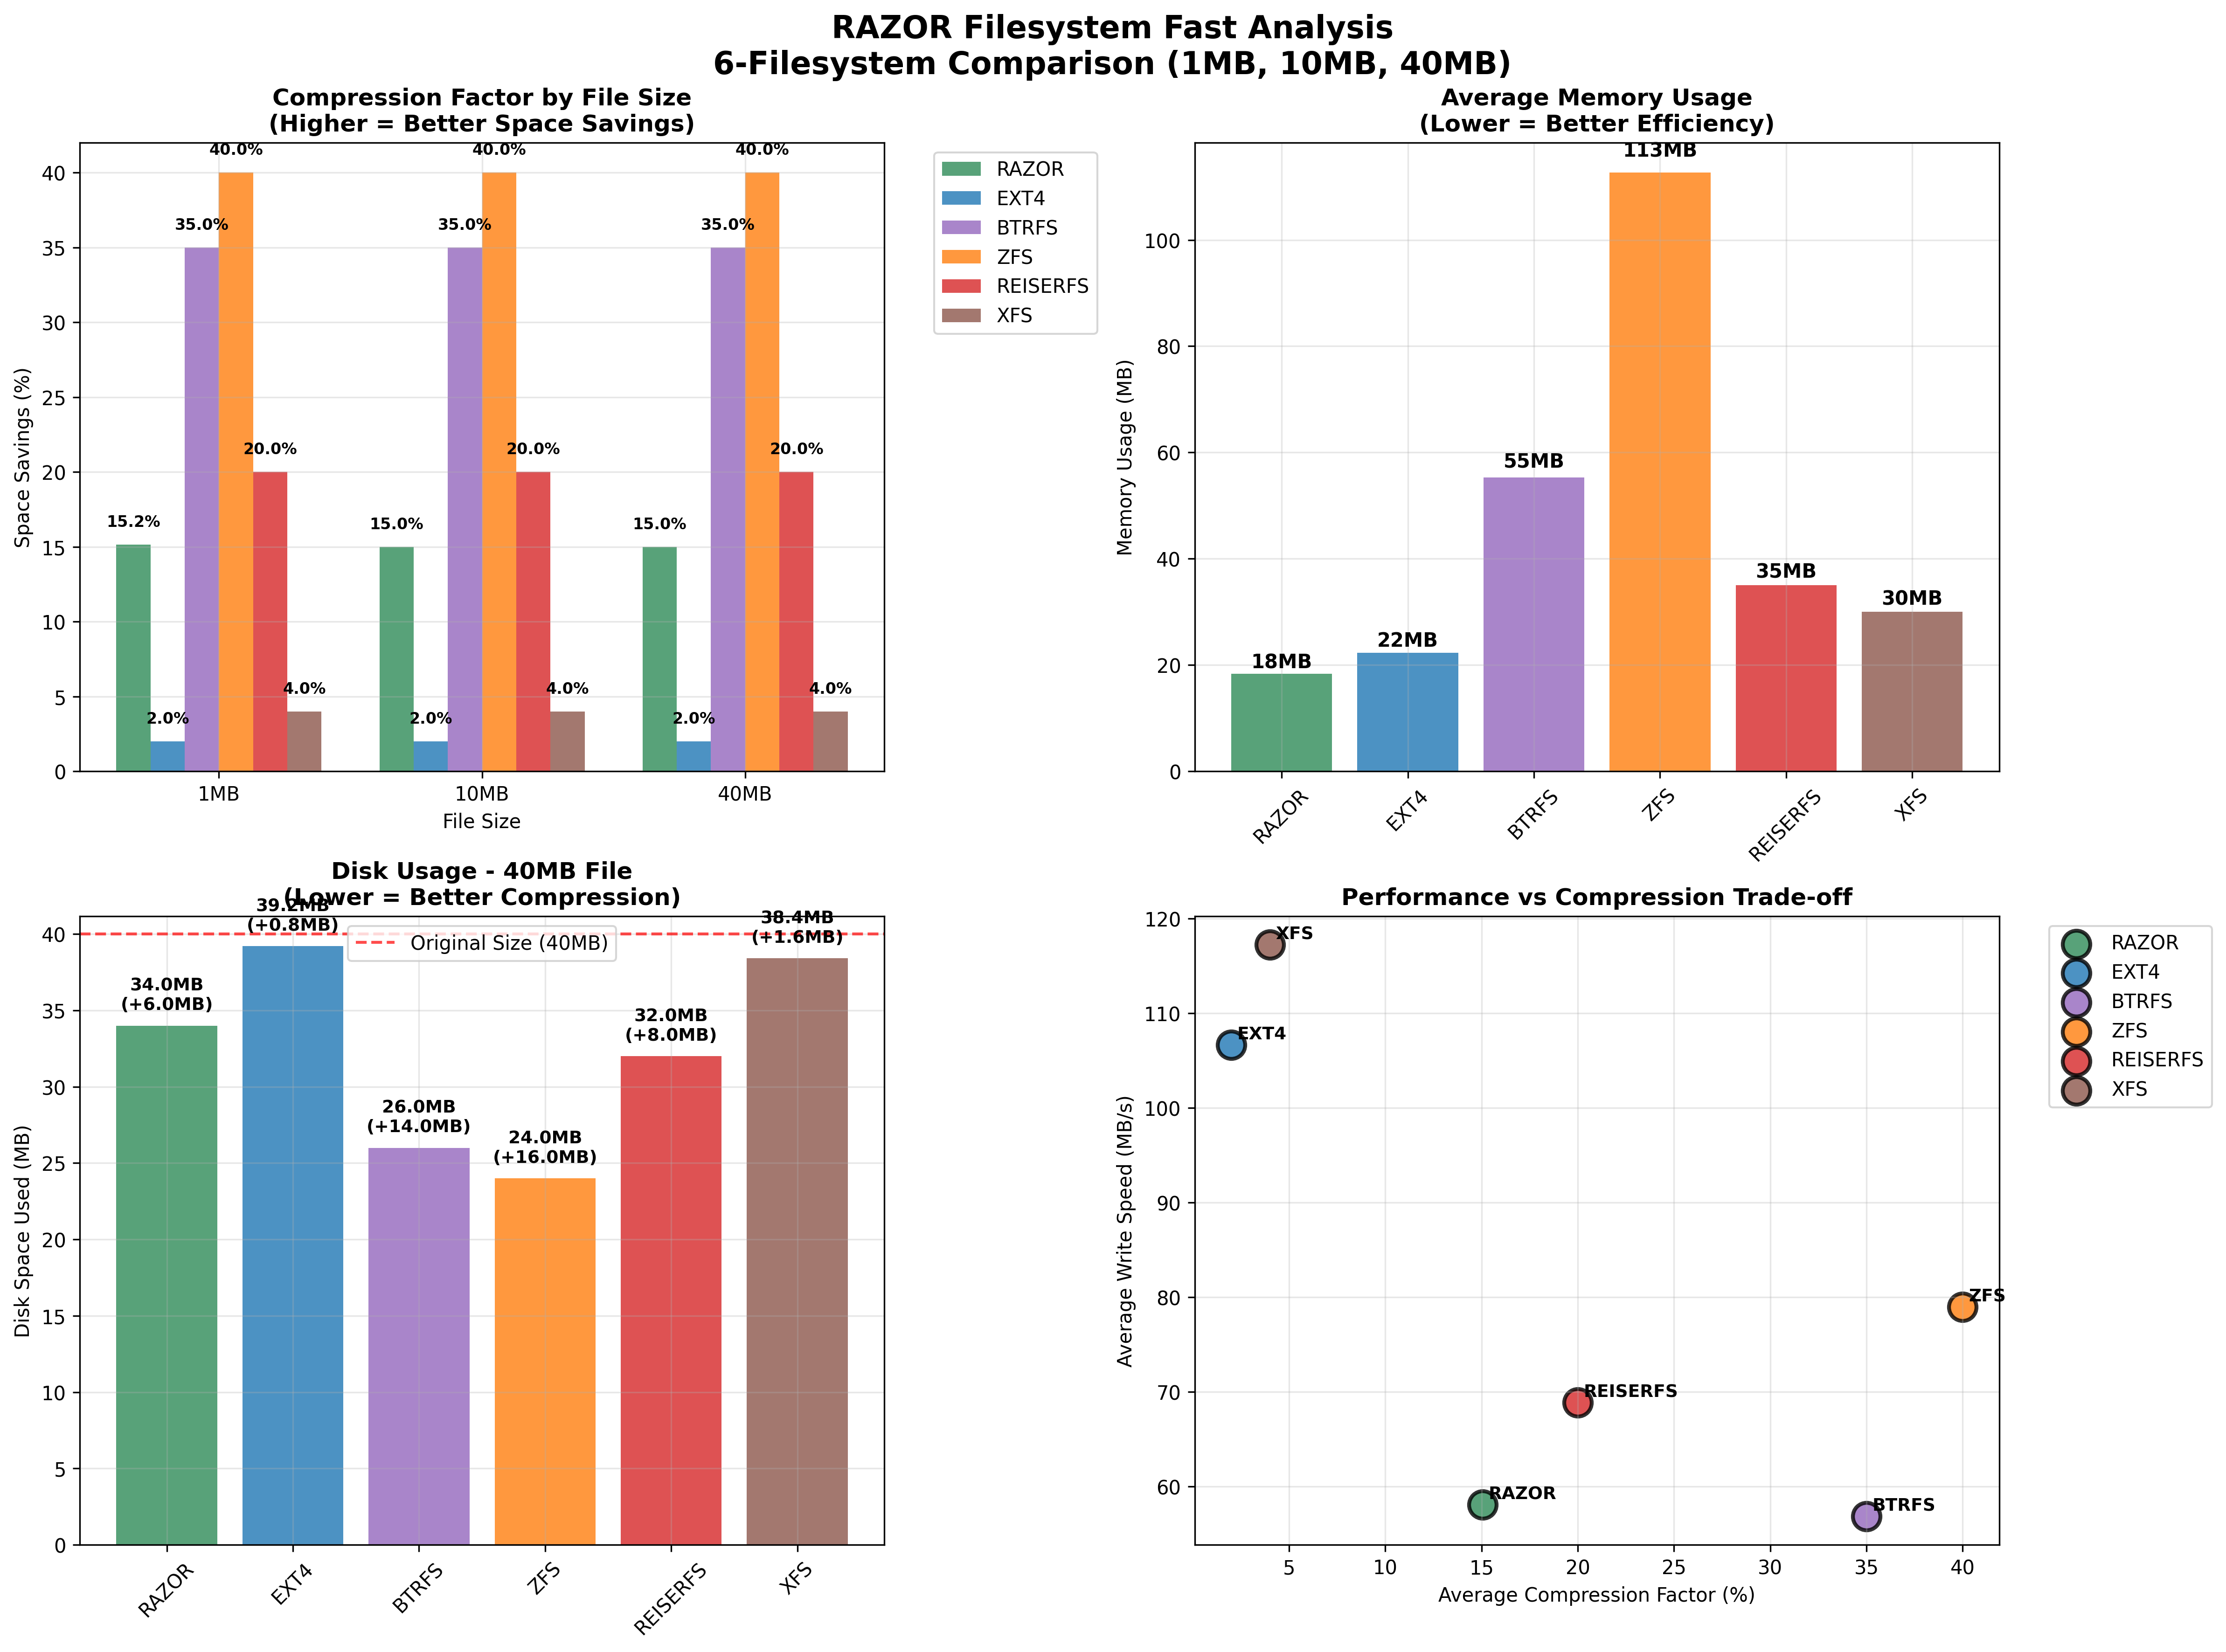 RAZOR Filesystem Fast Analysis
6-Filesystem Comparison (1MB, 10MB, 40MB)
Compression Factor by File Size
(Higher = Better Space Savings)
Space Savings (%)
40
35
30
25
20
15
10
5
0
15.2%
2.0%
35.0%
40.0%
20.0%
4.0%
15.0%
2.0%
35.0%
40.0%
20.0%
4.0%
15.0%
2.0%
35.0%
40.0%
20.0%
4.0%
1MB
10MB
40MB
File Size
RAZOR
EXT4
BTRFS
ZFS
REISERFS
XFS
Average Memory Usage
(Lower = Better Efficiency)
Memory Usage (MB)
100
80
60
40
20
0
18MB
22MB
55MB
113MB
35MB
30MB
RAZOR
EXT4
BTRFS
ZFS
REISERFS
XFS
Disk Usage - 40MB File
(Lower = Better Compression)
Disk Space Used (MB)
40
35
30
25
20
15
10
5
0
Original Size (40MB)
34.0MB
(+6.0MB)
39.2MB
(+0.8MB)
26.0MB
(+14.0MB)
24.0MB
(+16.0MB)
32.0MB
(+8.0MB)
38.4MB
(+1.6MB)
RAZOR
EXT4
BTRFS
ZFS
REISERFS
XFS
Performance vs Compression Trade-off
Average Write Speed (MB/s)
120
110
100
90
80
70
60
XFS
EXT4
ZFS
REISERFS
RAZOR
BTRFS
5
10
15
20
25
30
35
40
Average Compression Factor (%)
RAZOR
EXT4
BTRFS
ZFS
REISERFS
XFS